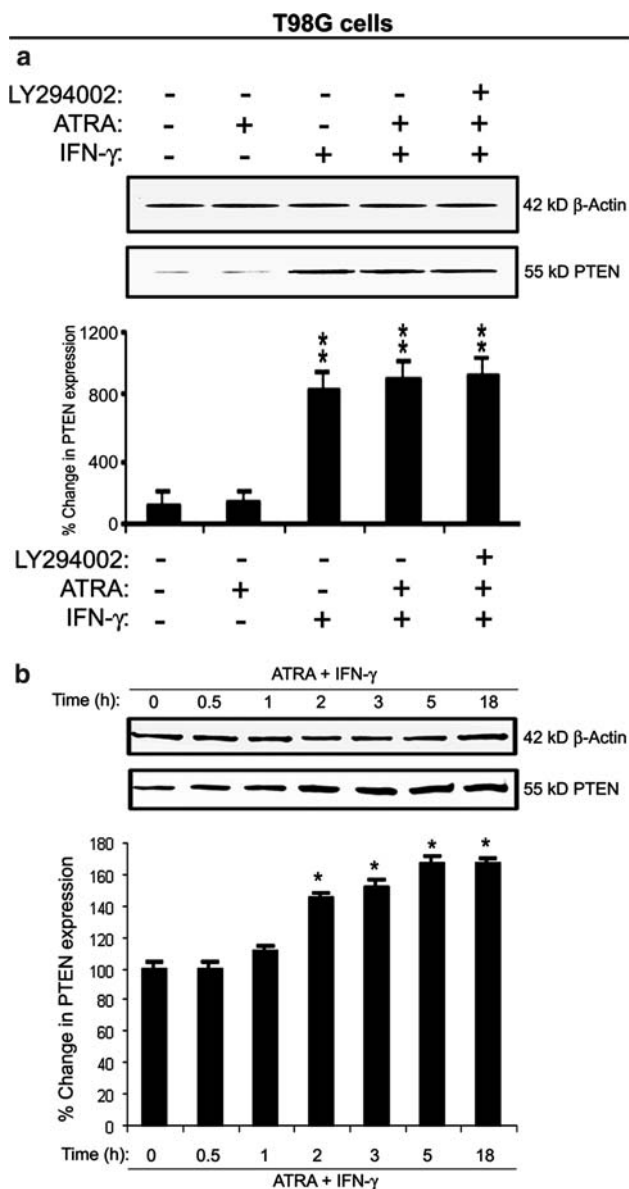 T98G cells
a
LY294002: - - - - +
ATRA: - + - + +
IFN-γ: - - + + +
42 kD β-Actin
55 kD PTEN
% Change in PTEN expression
1200
800
400
0
** ** **
LY294002: - - - - +
ATRA: - + - + +
IFN-γ: - - + + +
b
ATRA + IFN-γ
Time (h): 0 0.5 1 2 3 5 18
42 kD β-Actin
55 kD PTEN
% Change in PTEN expression
180
160
140
120
100
80
60
40
20
0
* * * *
Time (h): 0 0.5 1 2 3 5 18
ATRA + IFN-γ